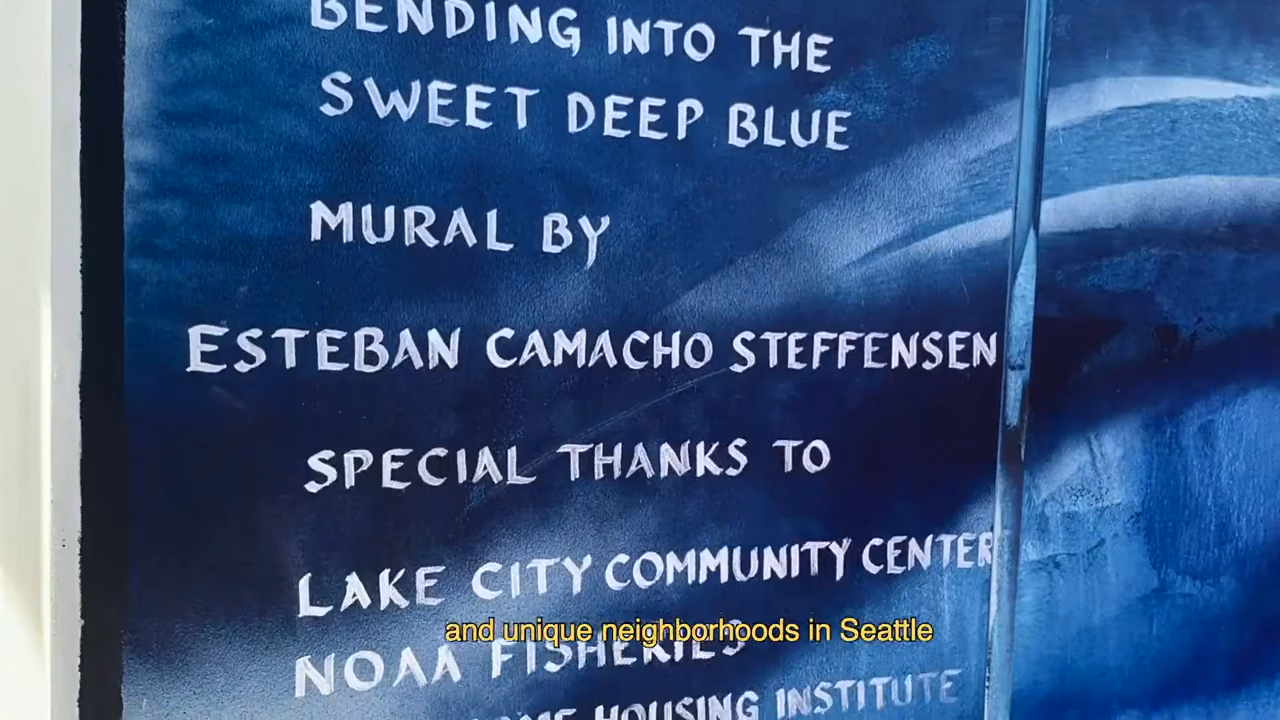 BENDING INTO THE
SWEET DEEP BLUE
MURAL BY
ESTEBAN CAMACHO STEFFENSEN
SPECIAL THANKS TO
LAKE CITY COMMUNITY CENTER
and unique neighborhoods in Seattle
NOAA FISHERIES
HOUSING INSTITUTE